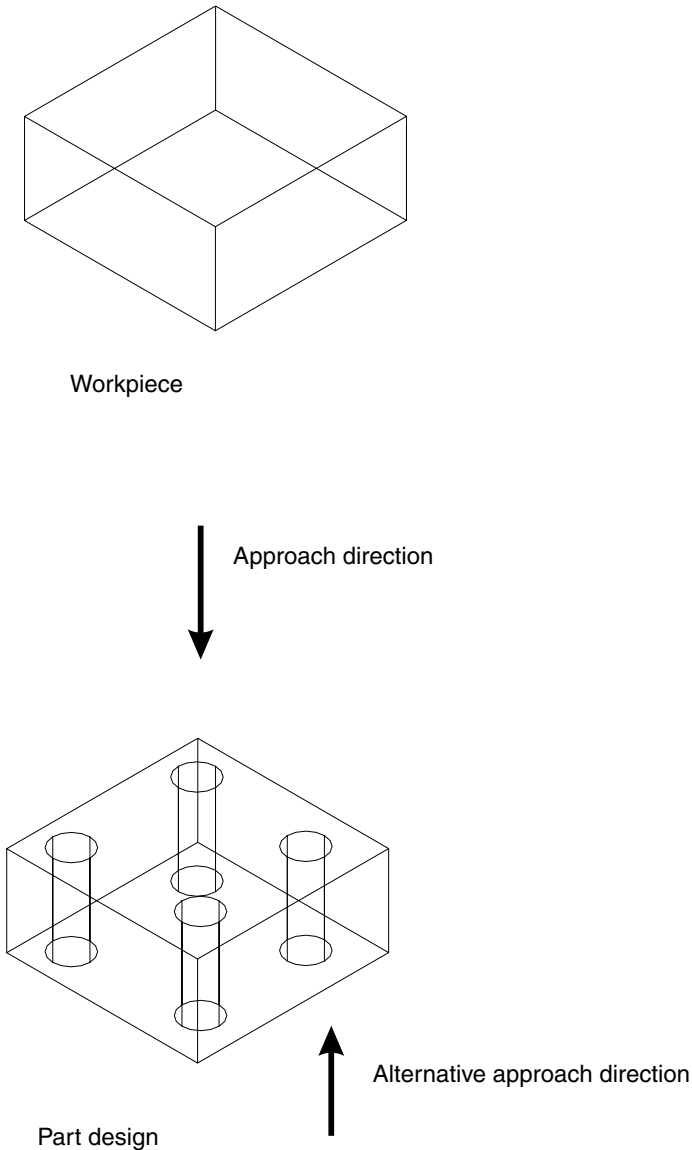 Workpiece
Approach direction
Alternative approach direction
Part design